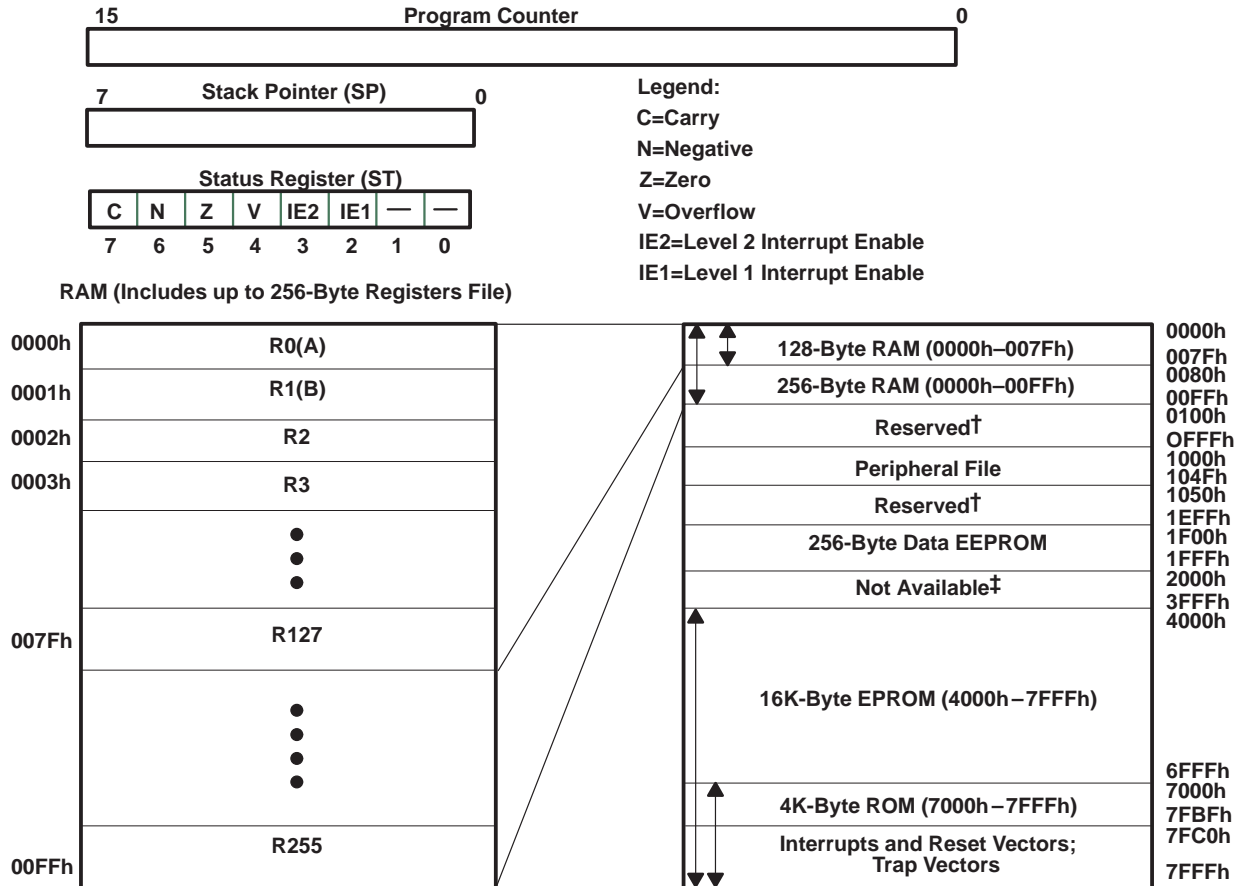 15 Program Counter 0
7 Stack Pointer (SP) 0
Status Register (ST)
C N Z V IE2 IE1 — —
7 6 5 4 3 2 1 0
Legend:
C=Carry
N=Negative
Z=Zero
V=Overflow
IE2=Level 2 Interrupt Enable
IE1=Level 1 Interrupt Enable
RAM (Includes up to 256-Byte Registers File)
0000h R0(A)
0001h R1(B)
0002h R2
0003h R3
007Fh R127
R255
00FFh
0000h
128-Byte RAM (0000h–007Fh)
007Fh
0080h
256-Byte RAM (0000h–00FFh)
00FFh
0100h
Reserved†
OFFFh
1000h
Peripheral File
104Fh
1050h
Reserved†
1EFFh
1F00h
256-Byte Data EEPROM
1FFFh
2000h
Not Available‡
3FFFh
4000h
16K-Byte EPROM (4000h–7FFFh)
6FFFh
7000h
4K-Byte ROM (7000h–7FFFh)
7FBFh
7FC0h
Interrupts and Reset Vectors;
Trap Vectors
7FFFh